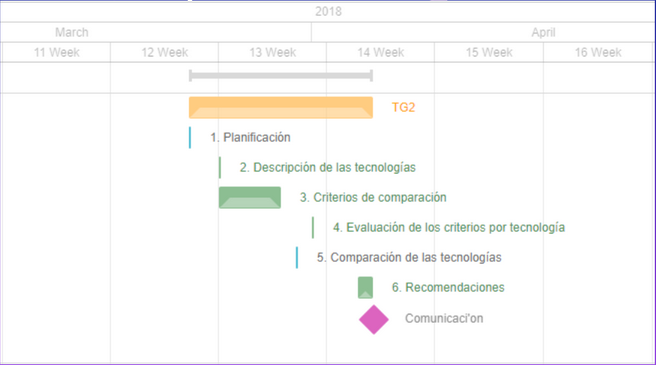 2018
March April
11 Week 12 Week 13 Week 14 Week 15 Week 16 Week
TG2
1. Planificación
2. Descripción de las tecnologías
3. Criterios de comparación
4. Evaluación de los criterios por tecnología
5. Comparación de las tecnologías
6. Recomendaciones
Comunicaci'on